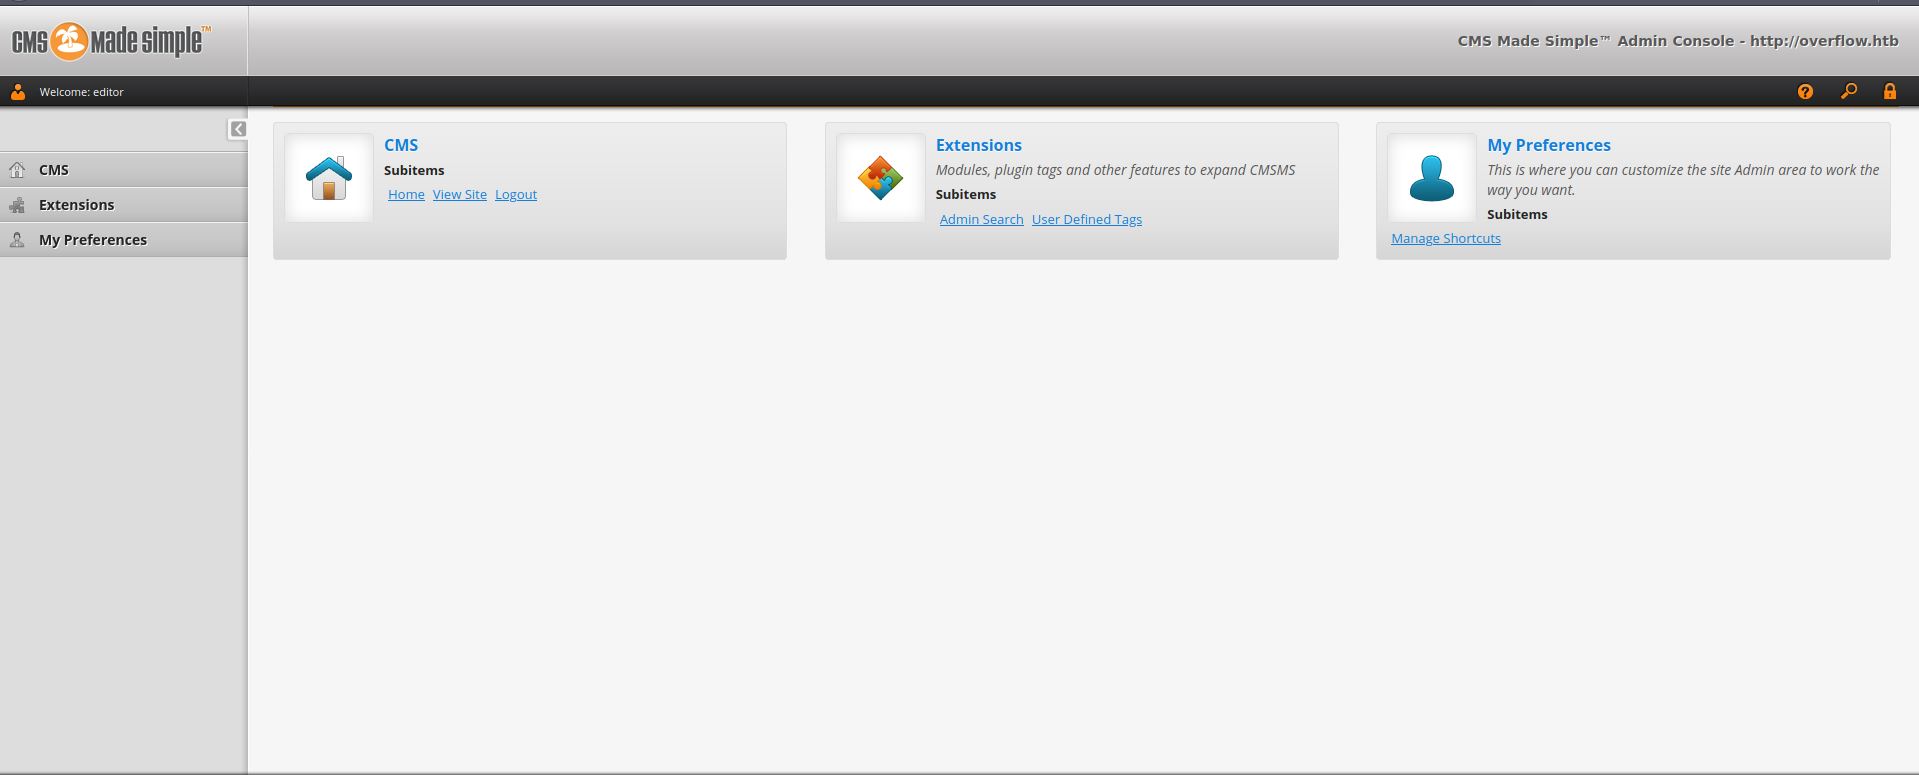 CMS Made Simple™
CMS Made Simple™ Admin Console - http://overflow.htb
Welcome: editor
CMS
Extensions
My Preferences
CMS
Subitems
Home View Site Logout
Extensions
Modules, plugin tags and other features to expand CMSMS
Subitems
Admin Search User Defined Tags
My Preferences
This is where you can customize the site Admin area to work the
way you want.
Subitems
Manage Shortcuts